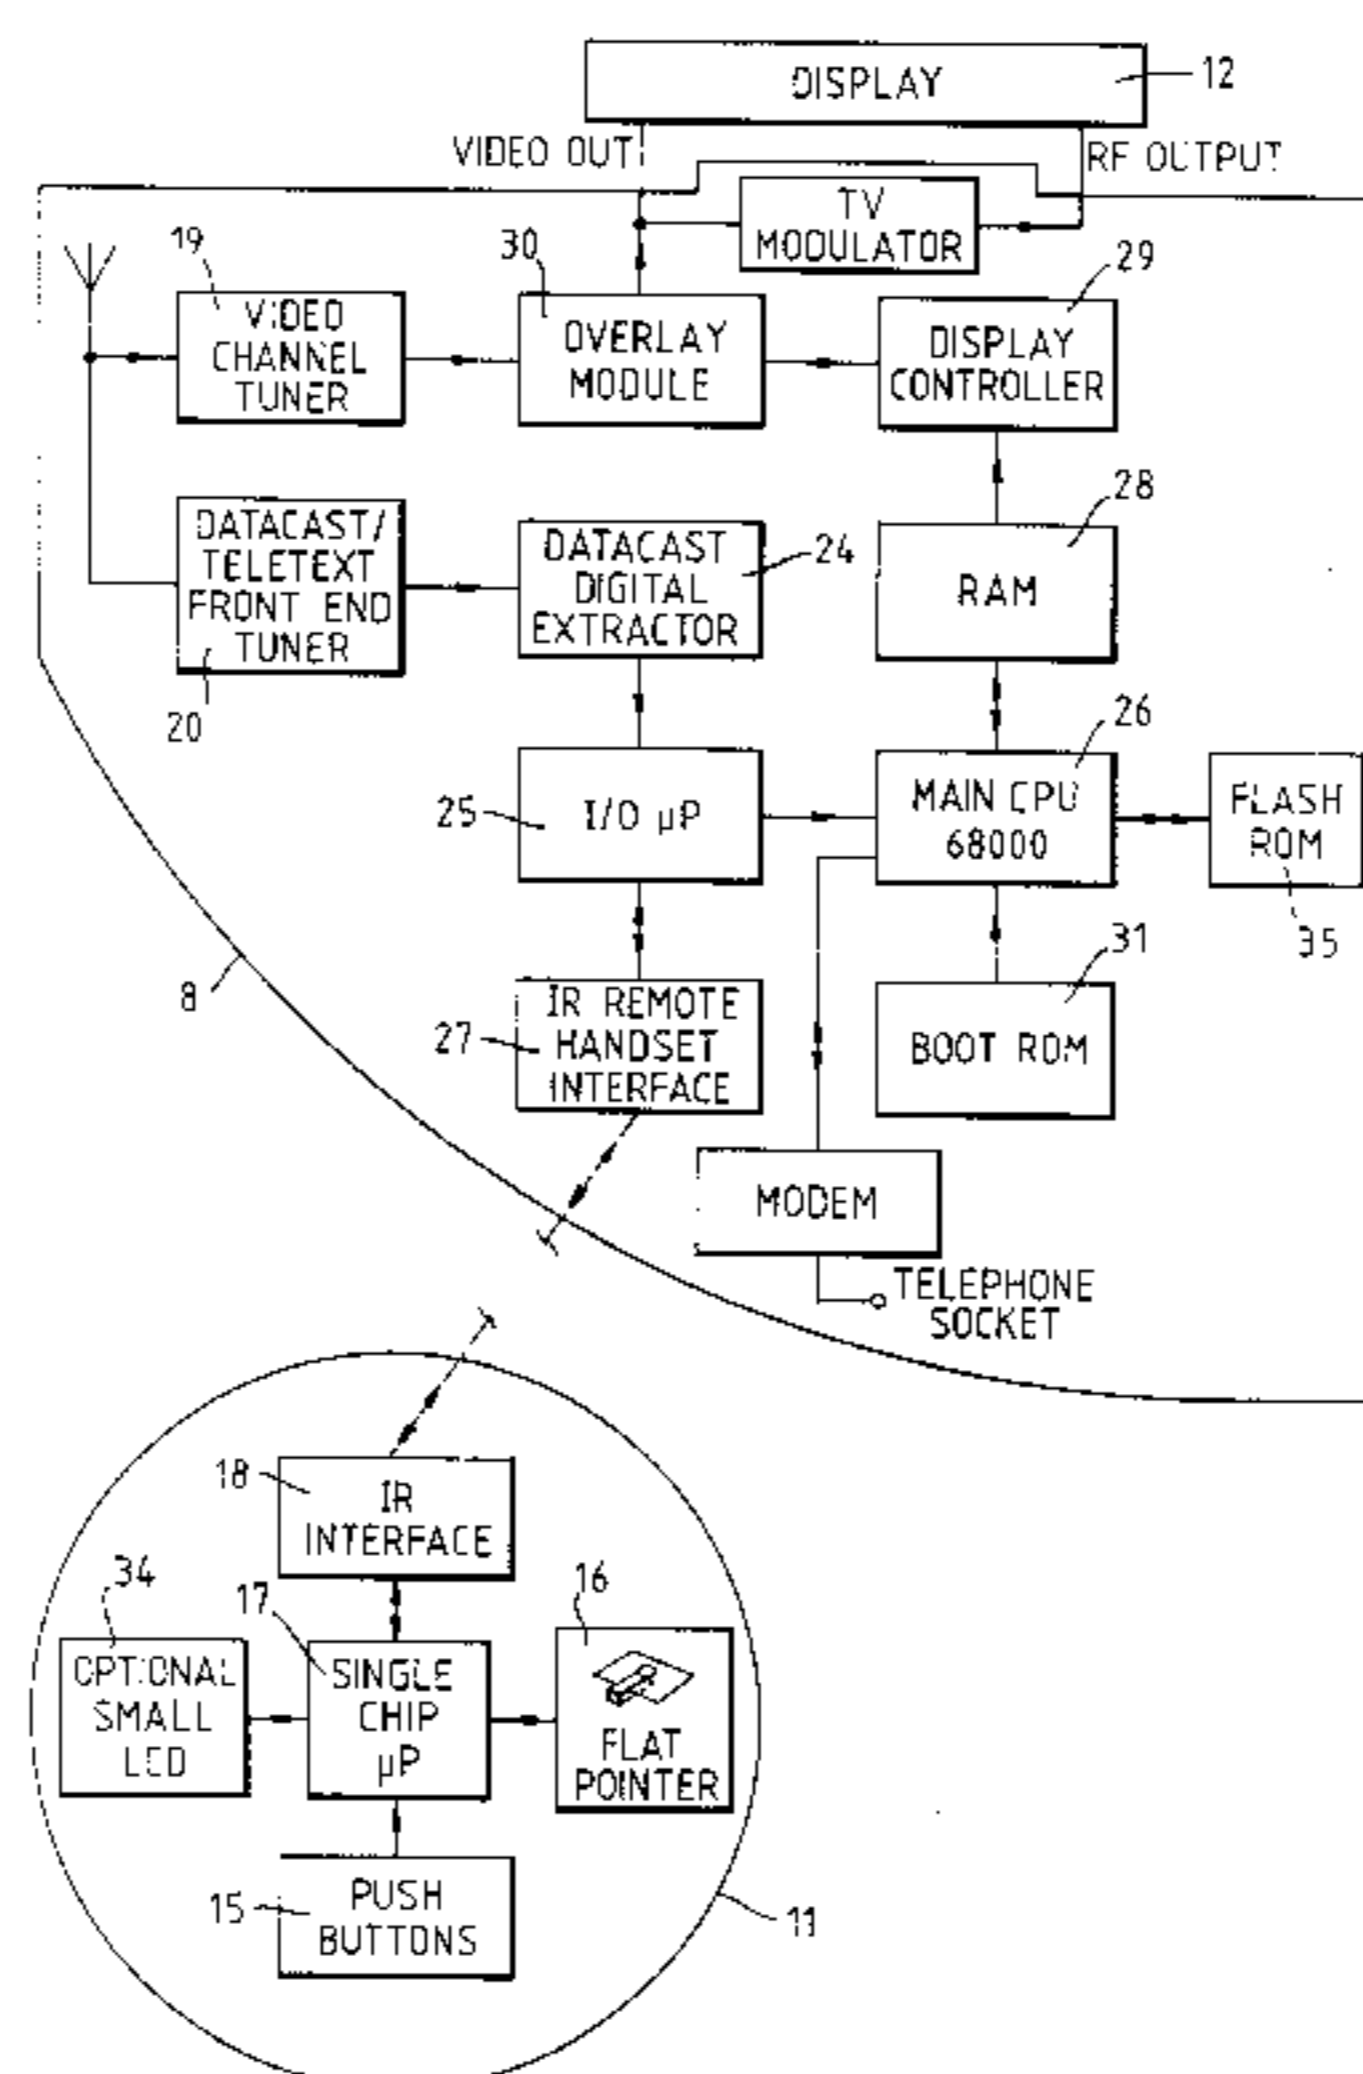 DISPLAY
12
VIDEO OUT
RF OUTPUT
TV
MODULATOR
19
30
29
VIDEO
CHANNEL
TUNER
OVERLAY
MODULE
DISPLAY
CONTROLLER
DATACAST/
TELETEXT
FRONT END
TUNER
20
DATACAST
DIGITAL
EXTRACTOR
24
28
RAM
25
I/O µP
26
MAIN CPU
68000
FLASH
ROM
35
8
27
IR REMOTE
HANDSET
INTERFACE
31
BOOT ROM
MODEM
TELEPHONE
SOCKET
18
IR
INTERFACE
34
OPTIONAL
SMALL
LCD
17
SINGLE
CHIP
µP
16
FLAT
POINTER
15
PUSH
BUTTONS
11